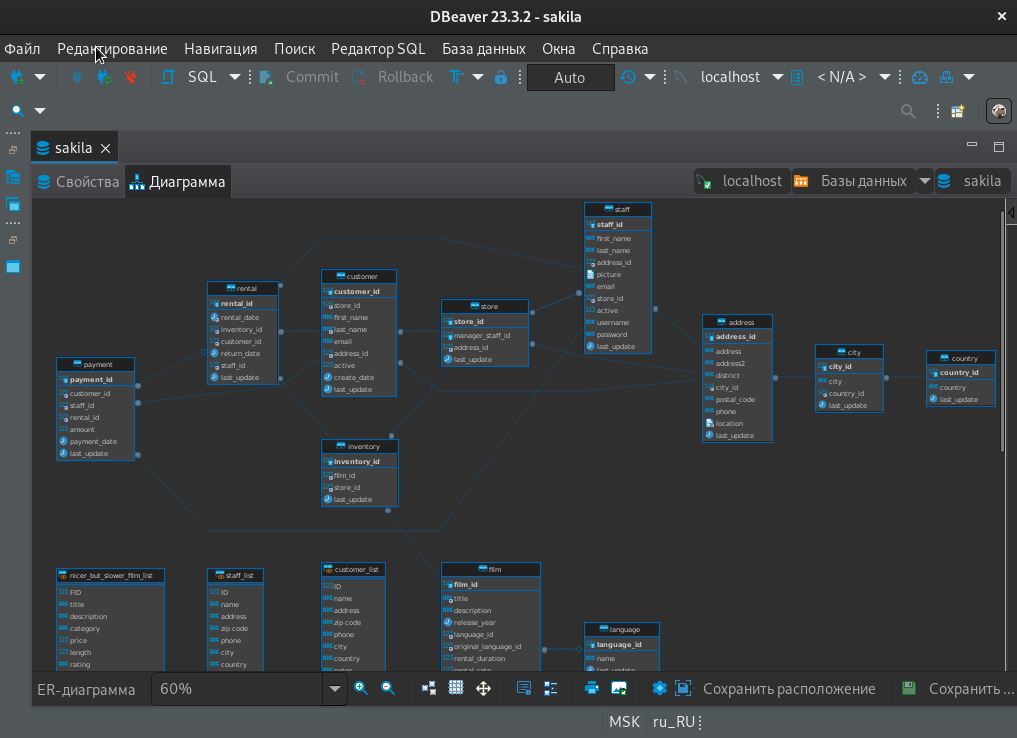 DBeaver 23.3.2 - sakila
Файл Редактирование Навигация Поиск Редактор SQL База данных Окна Справка
SQL Commit Rollback Auto localhost < N/A >
sakila
Свойства Диаграмма localhost Базы данных sakila
staff
staff_id
first_name
last_name
address_id
picture
email
store_id
active
username
password
last_update
customer
customer_id
store_id
first_name
last_name
email
address_id
active
create_date
last_update
rental
rental_id
rental_date
inventory_id
customer_id
return_date
staff_id
last_update
store
store_id
manager_staff_id
address_id
last_update
address
address_id
address
address2
district
city_id
postal_code
phone
location
last_update
city
city_id
city
country_id
last_update
country
country_id
country
last_update
payment
payment_id
customer_id
staff_id
rental_id
amount
payment_date
last_update
inventory
inventory_id
film_id
store_id
last_update
nicer_but_slower_film_list
FID
title
description
category
price
length
rating
staff_list
ID
name
address
zip code
phone
city
country
customer_list
ID
name
address
zip code
phone
city
country
notes
film
film_id
title
description
release_year
language_id
original_language_id
rental_duration
rental_rate
language
language_id
name
last_update
ER-диаграмма 60% Сохранить расположение Сохранить ...
MSK ru_RU